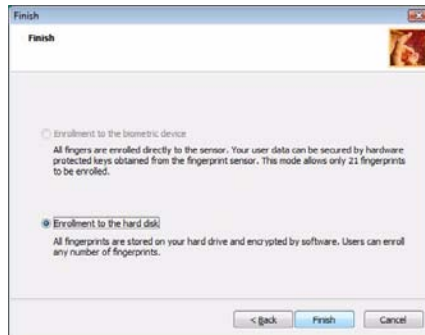 Finish
Finish
Enrollment to the biometric device
All fingers are enrolled directly to the sensor. Your user data can be secured by hardware
protected keys obtained from the fingerprint sensor. This mode allows only 21 fingerprints
to be enrolled.
Enrollment to the hard disk
All fingerprints are stored on your hard drive and encrypted by software. Users can enroll
any number of fingerprints.
< Back Finish Cancel